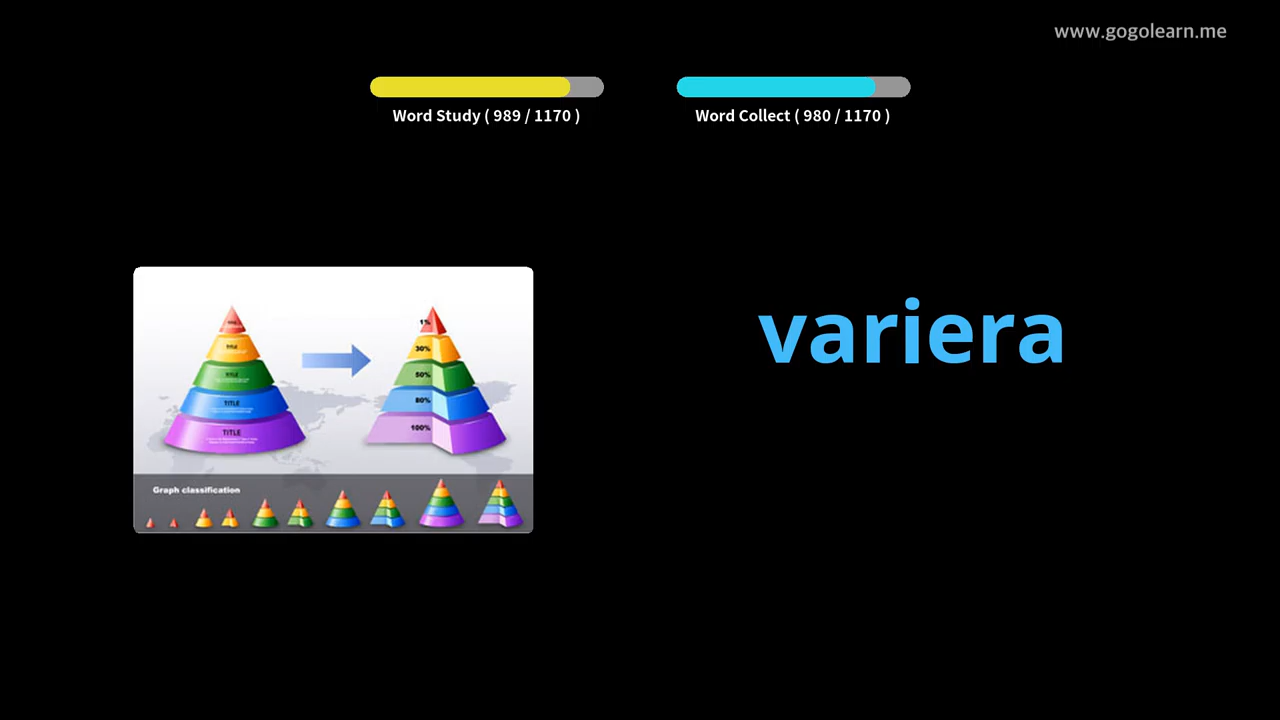 www.gogolearn.me
Word Study ( 989 / 1170 )
Word Collect ( 980 / 1170 )
variera
1%
TITLE
30%
TITLE
50%
TITLE
80%
TITLE
100%
Graph classification